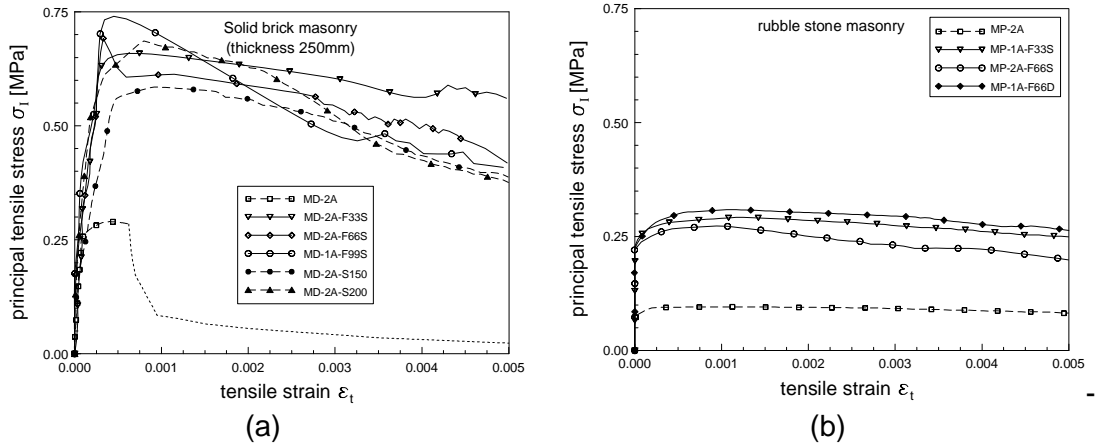 principal tensile stress σI [MPa]
0.75
0.50
0.25
0.00
Solid brick masonry
(thickness 250mm)
MD-2A
MD-2A-F33S
MD-2A-F66S
MD-1A-F99S
MD-2A-S150
MD-2A-S200
0.000 0.001 0.002 0.003 0.004 0.005
tensile strain εt
(a)
principal tensile stress σI [MPa]
0.75
0.50
0.25
0.00
rubble stone masonry
MP-2A
MP-1A-F33S
MP-2A-F66S
MP-1A-F66D
0.000 0.001 0.002 0.003 0.004 0.005
tensile strain εt
(b)
-